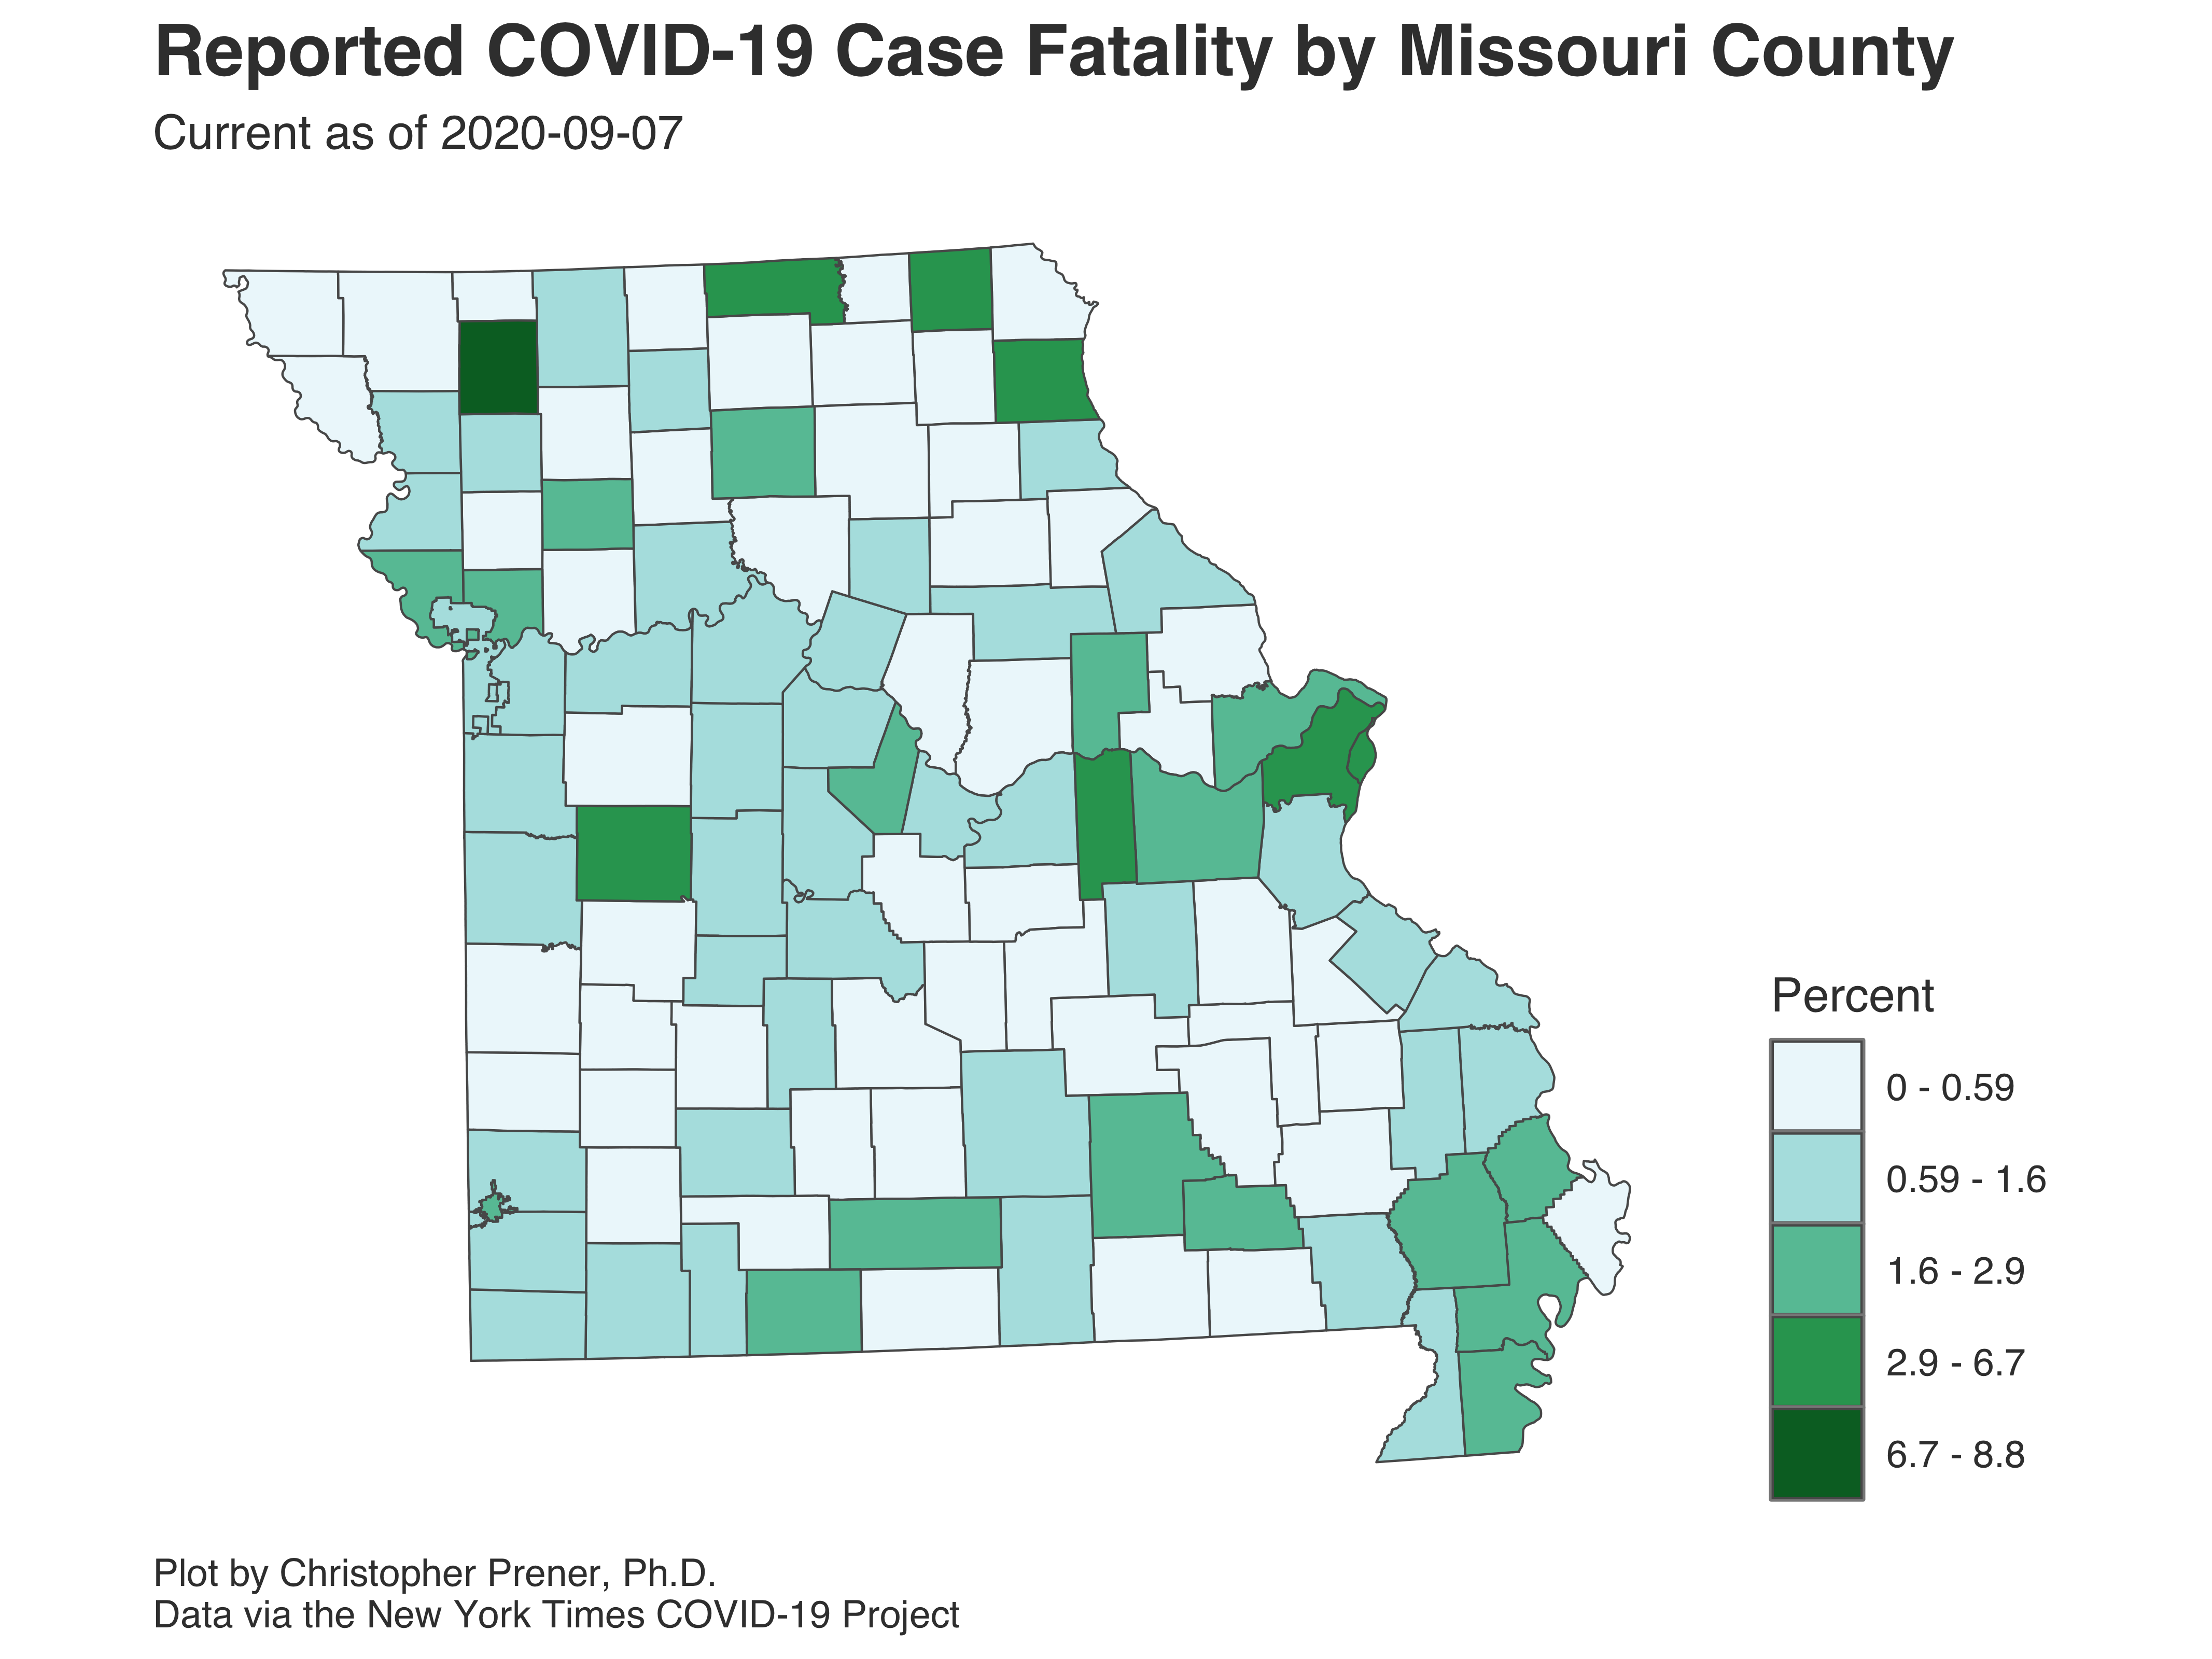 Reported COVID-19 Case Fatality by Missouri County
Current as of 2020-09-07
Percent
0 - 0.59
0.59 - 1.6
1.6 - 2.9
2.9 - 6.7
6.7 - 8.8
Plot by Christopher Prener, Ph.D.
Data via the New York Times COVID-19 Project